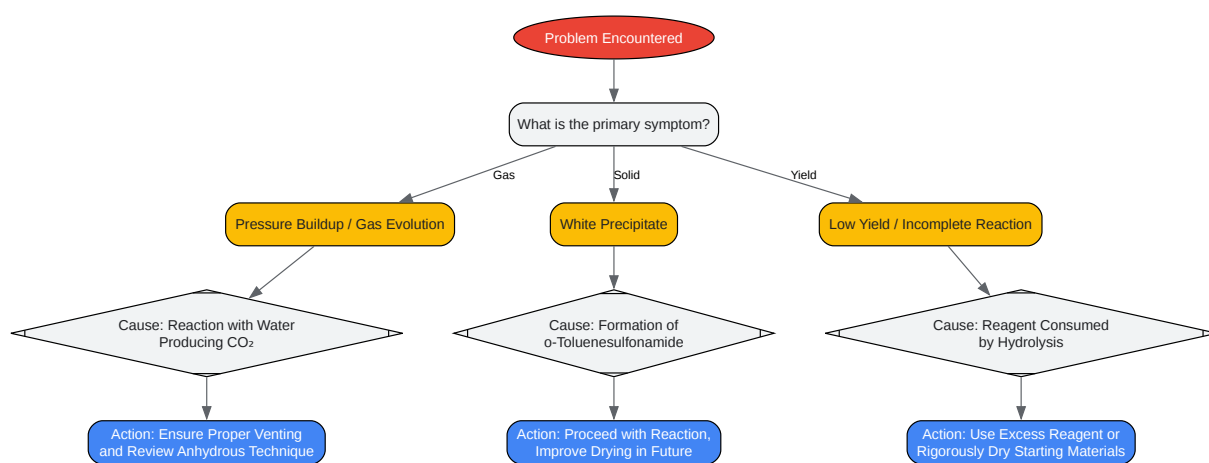 Problem Encountered
What is the primary symptom?
Gas
Solid
Yield
Pressure Buildup / Gas Evolution
White Precipitate
Low Yield / Incomplete Reaction
Cause: Reaction with Water
Producing CO₂
Cause: Formation of
o-Toluenesulfonamide
Cause: Reagent Consumed
by Hydrolysis
Action: Ensure Proper Venting
and Review Anhydrous Technique
Action: Proceed with Reaction,
Improve Drying in Future
Action: Use Excess Reagent or
Rigorously Dry Starting Materials